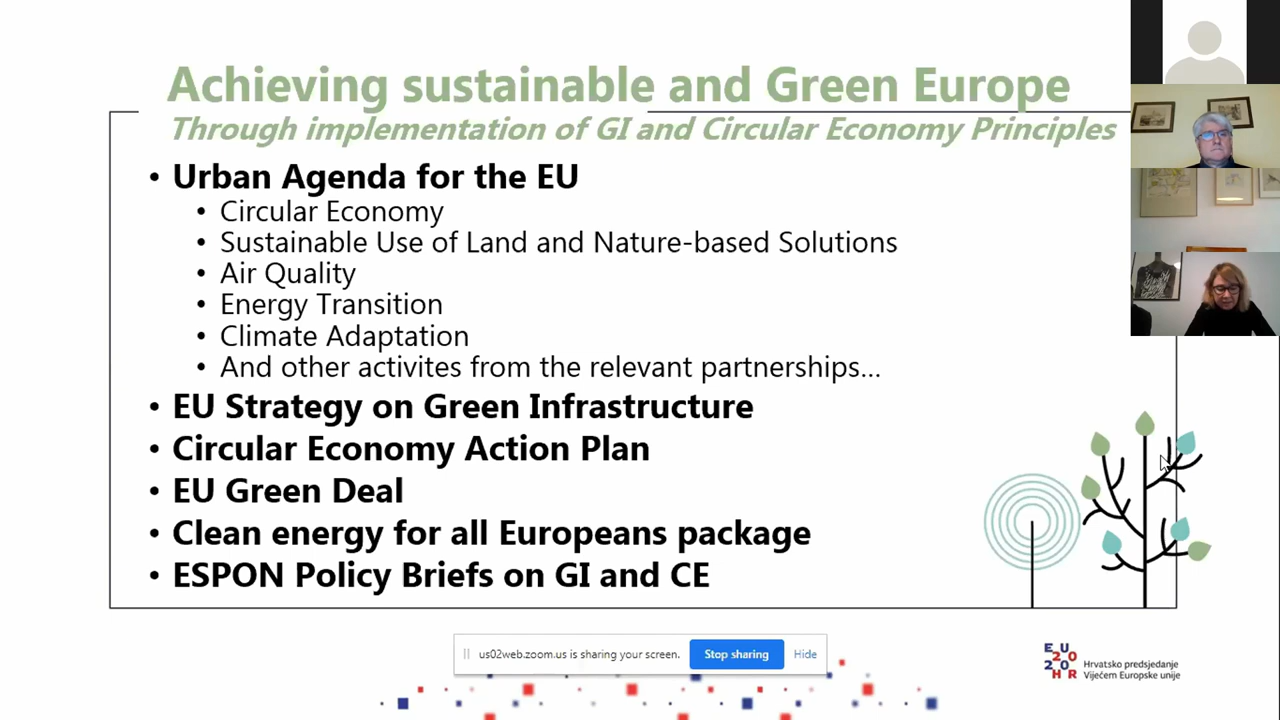 Achieving sustainable and Green Europe
Through implementation of GI and Circular Economy Principles
• Urban Agenda for the EU
• Circular Economy
• Sustainable Use of Land and Nature-based Solutions
• Air Quality
• Energy Transition
• Climate Adaptation
• And other activites from the relevant partnerships...
• EU Strategy on Green Infrastructure
• Circular Economy Action Plan
• EU Green Deal
• Clean energy for all Europeans package
• ESPON Policy Briefs on GI and CE
us02web.zoom.us is sharing your screen. Stop sharing Hide
EU20
20HR
Hrvatsko predsjedanje
Vijećem Europske unije